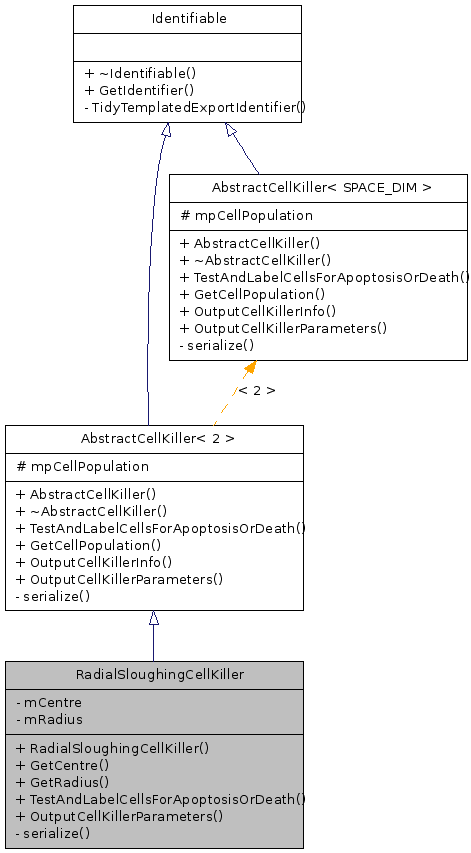 Identifiable
+ ~Identifiable()
+ GetIdentifier()
- TidyTemplatedExportIdentifier()
AbstractCellKiller< SPACE_DIM >
# mpCellPopulation
+ AbstractCellKiller()
+ ~AbstractCellKiller()
+ TestAndLabelCellsForApoptosisOrDeath()
+ GetCellPopulation()
+ OutputCellKillerInfo()
+ OutputCellKillerParameters()
- serialize()
< 2 >
AbstractCellKiller< 2 >
# mpCellPopulation
+ AbstractCellKiller()
+ ~AbstractCellKiller()
+ TestAndLabelCellsForApoptosisOrDeath()
+ GetCellPopulation()
+ OutputCellKillerInfo()
+ OutputCellKillerParameters()
- serialize()
RadialSloughingCellKiller
- mCentre
- mRadius
+ RadialSloughingCellKiller()
+ GetCentre()
+ GetRadius()
+ TestAndLabelCellsForApoptosisOrDeath()
+ OutputCellKillerParameters()
- serialize()